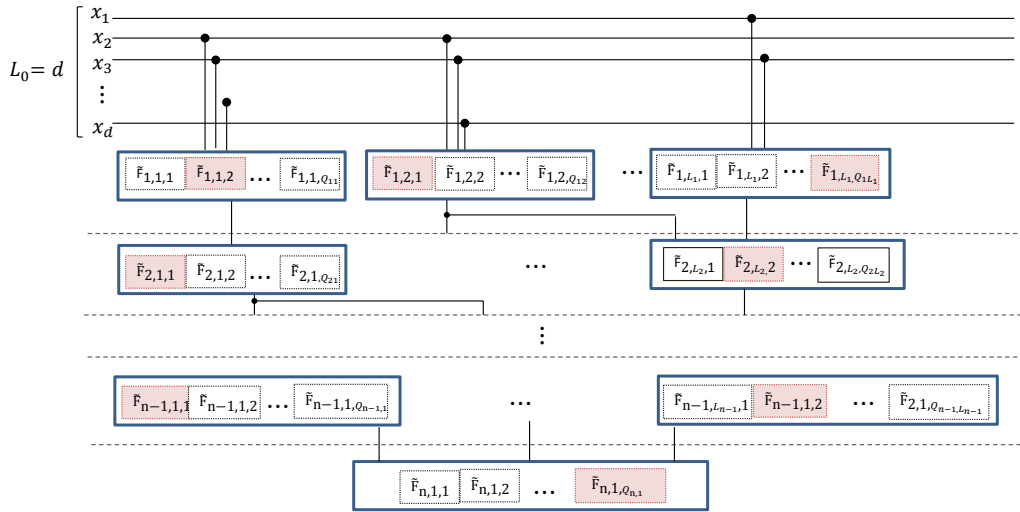 x₁
x₂
L₀= d x₃
⋮
x_d
F̃₁,₁,₁ F̃₁,₁,₂ ... F̃₁,₁,Q₁₁ F̃₁,₂,₁ F̃₁,₂,₂ ... F̃₁,₂,Q₁₂ ... F̃₁,L₁,₁ F̃₁,L₁,₂ ... F̃₁,L₁,Q₁L₁
F̃₂,₁,₁ F̃₂,₁,₂ ... F̃₂,₁,Q₂₁ ... F̃₂,L₂,₁ F̃₂,L₂,₂ ... F̃₂,L₂,Q₂L₂
⋮
F̃n−1,1,1 F̃n−1,1,2 ... F̃n−1,1,Qn−1,1 ... F̃n−1,Ln−1,1 F̃n−1,1,2 ... F̃2,1,Qn−1,Ln−1
F̃n,1,1 F̃n,1,2 ... F̃n,1,Qn,1